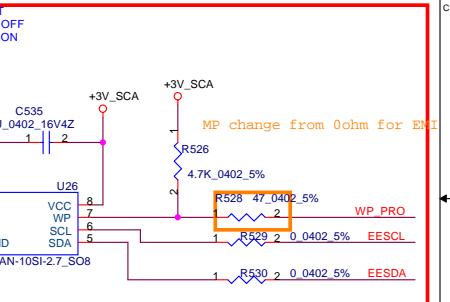 OFF
ON
C
+3V_SCA
+3V_SCA
C535
_0402_16V4Z
1 2
MP change from 0ohm for EMI
1
R526
4.7K_0402_5%
2
U26
R528 47_0402_5%
VCC 8
WP 7
1 2 WP_PRO
SCL 6
SDA 5
1 R529 2 0_0402_5% EESCL
AN-10SI-2.7_SO8
1 R530 2 0_0402_5% EESDA